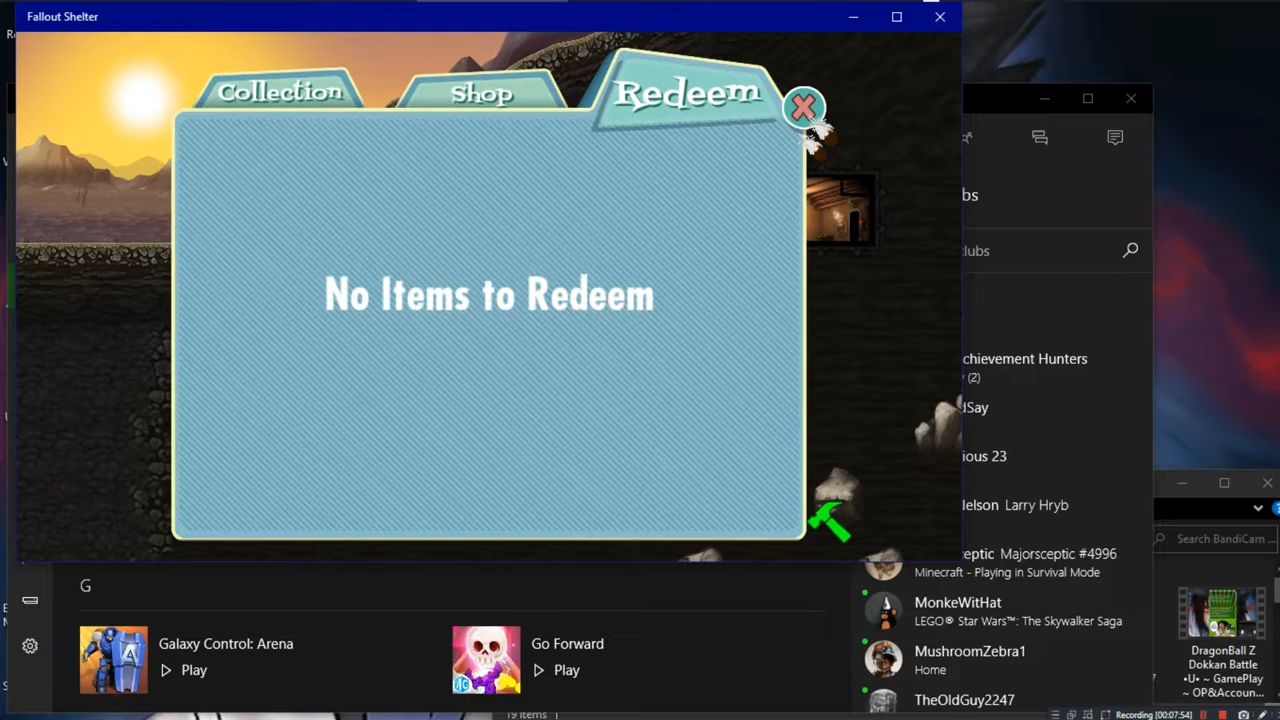 Fallout Shelter
Collection
Shop
Redeem
No Items to Redeem
bs
lubs
chievement Hunters
(2)
dSay
ious 23
lelson Larry Hryb
ceptic Majorsceptic #4996
Minecraft - Playing in Survival Mode
MonkeWitHat
LEGO® Star Wars™: The Skywalker Saga
MushroomZebra1
Home
TheOldGuy2247
G
Galaxy Control: Arena
Play
Go Forward
Play
Search BandiCam ...
DragonBall Z
Dokkan Battle
•U• ~ GamePlay
~ OP&Accoun...
19 items
Recording [00:07:54]